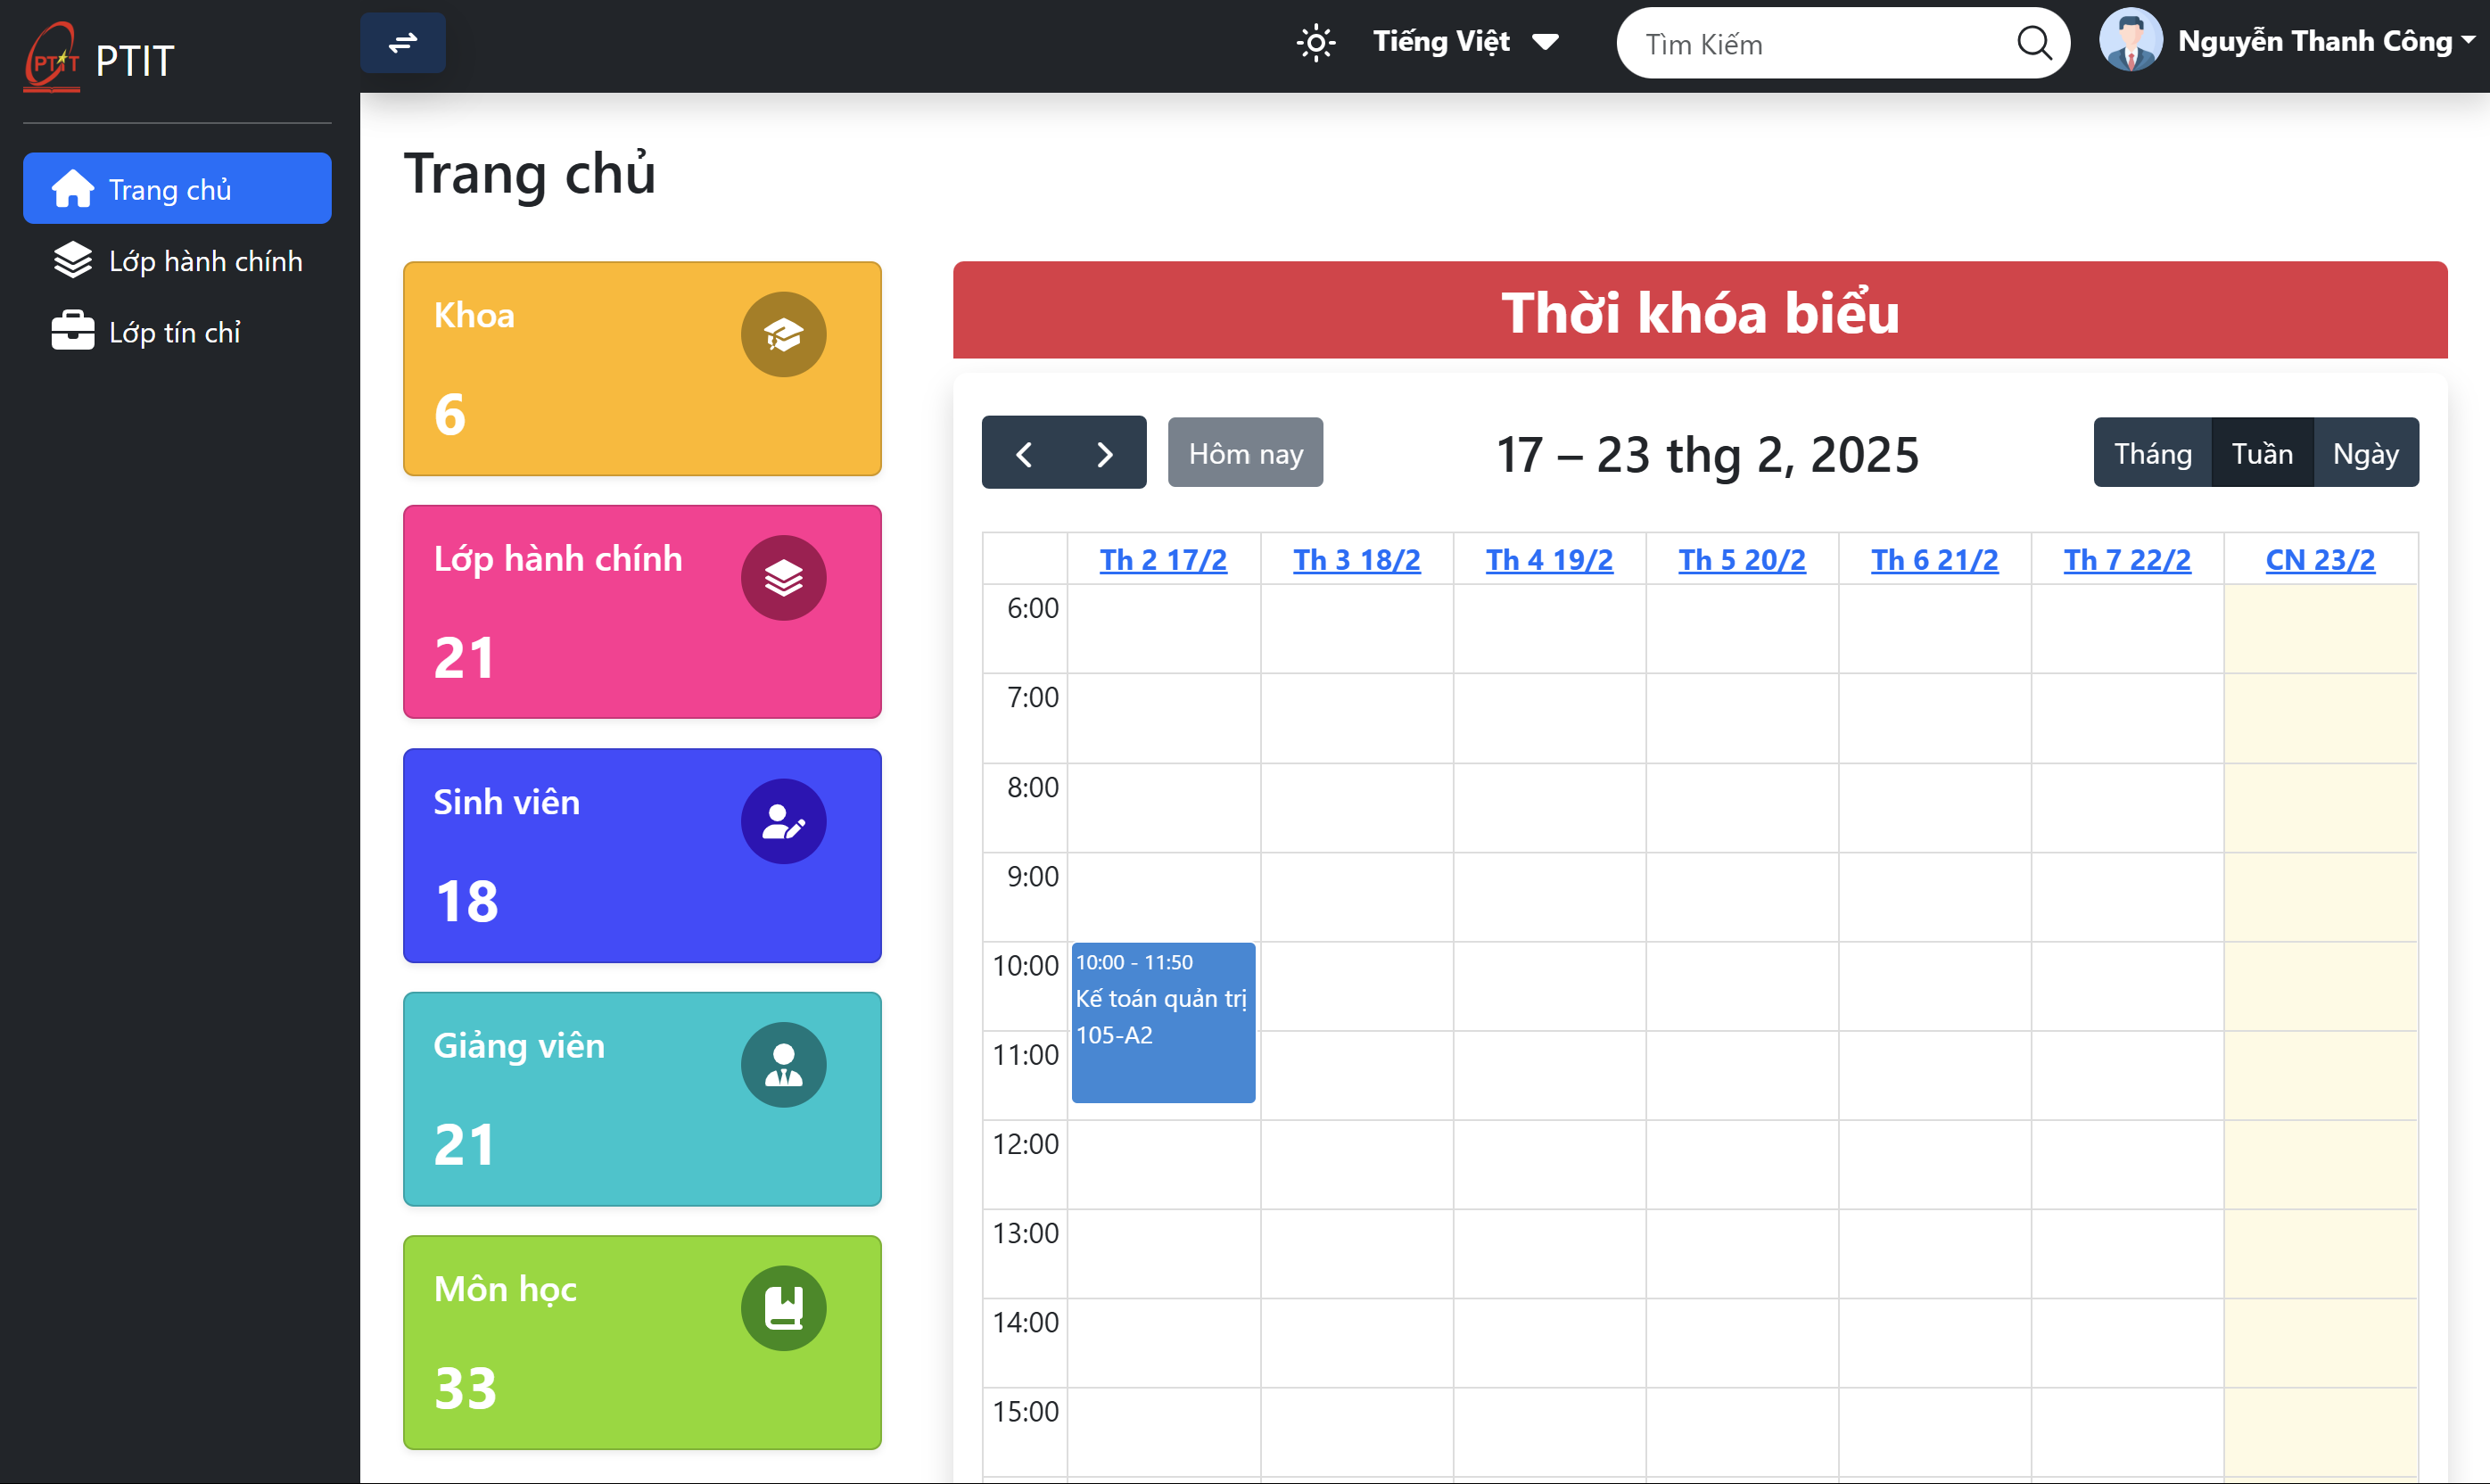 PTIT
PTIT
Tiếng Việt
Tìm Kiếm
Nguyễn Thanh Công
Trang chủ
Lớp hành chính
Lớp tín chỉ
Trang chủ
Khoa
6
Lớp hành chính
21
Sinh viên
18
Giảng viên
21
Môn học
33
Thời khóa biểu
Hôm nay
17 – 23 thg 2, 2025
Tháng
Tuần
Ngày
Th 2 17/2
Th 3 18/2
Th 4 19/2
Th 5 20/2
Th 6 21/2
Th 7 22/2
CN 23/2
6:00
7:00
8:00
9:00
10:00
10:00 - 11:50
Kế toán quản trị
105-A2
11:00
12:00
13:00
14:00
15:00